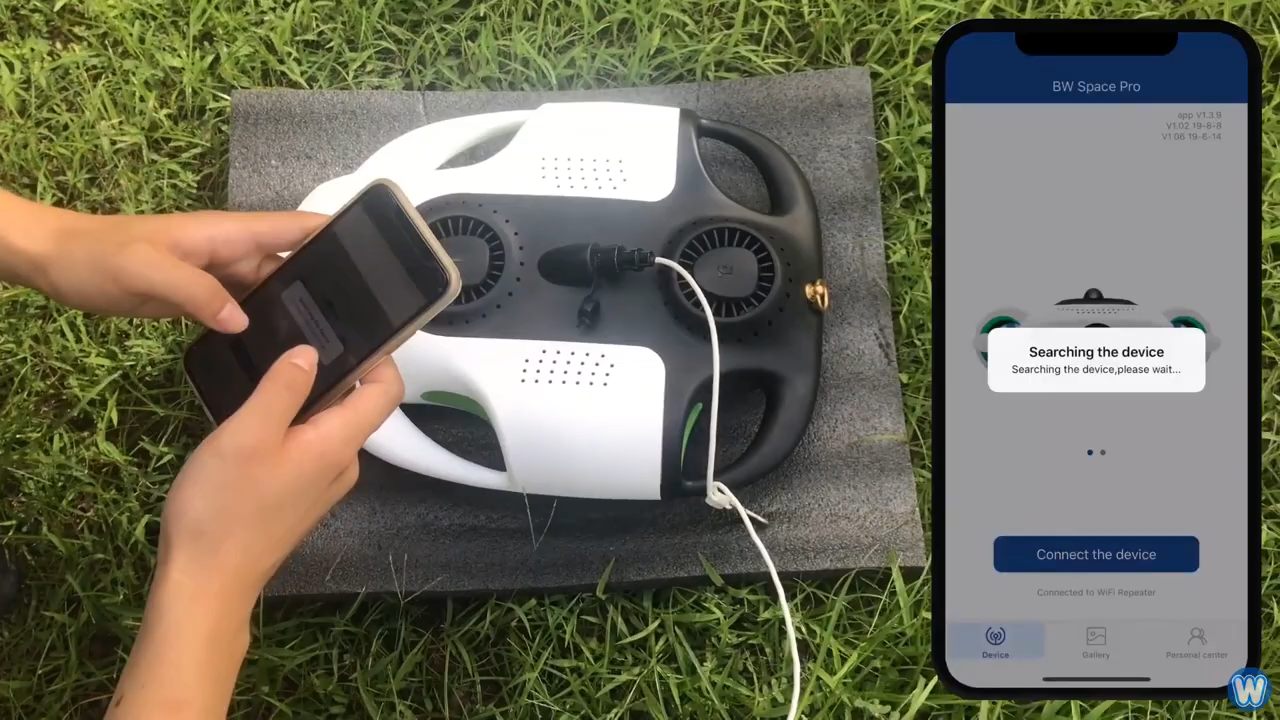 BW Space Pro
app V1.3.9
V1.02 19-8-8
V1 06 19-6-14
Searching the device
Searching the device,please wait...
Connect the device
Connected to WiFi Repeater
Device
Gallery
Personal center
W